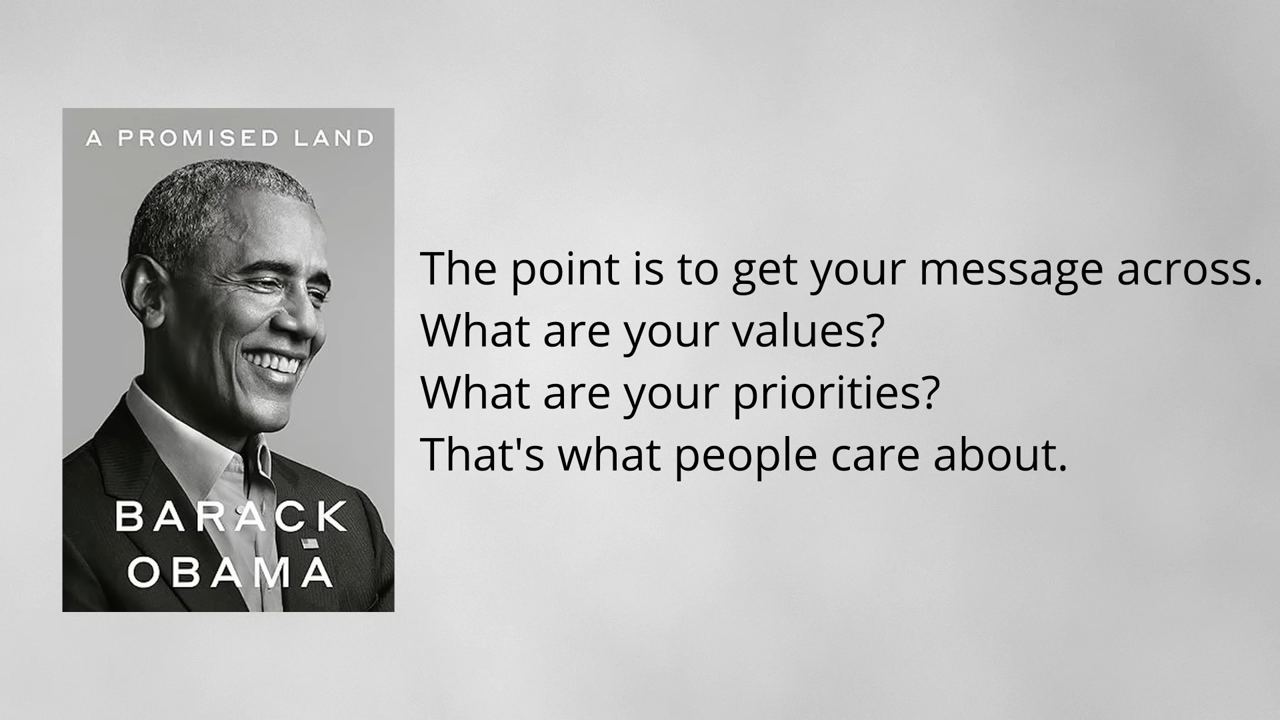 A PROMISED LAND
BARACK
OBAMA
The point is to get your message across.
What are your values?
What are your priorities?
That's what people care about.